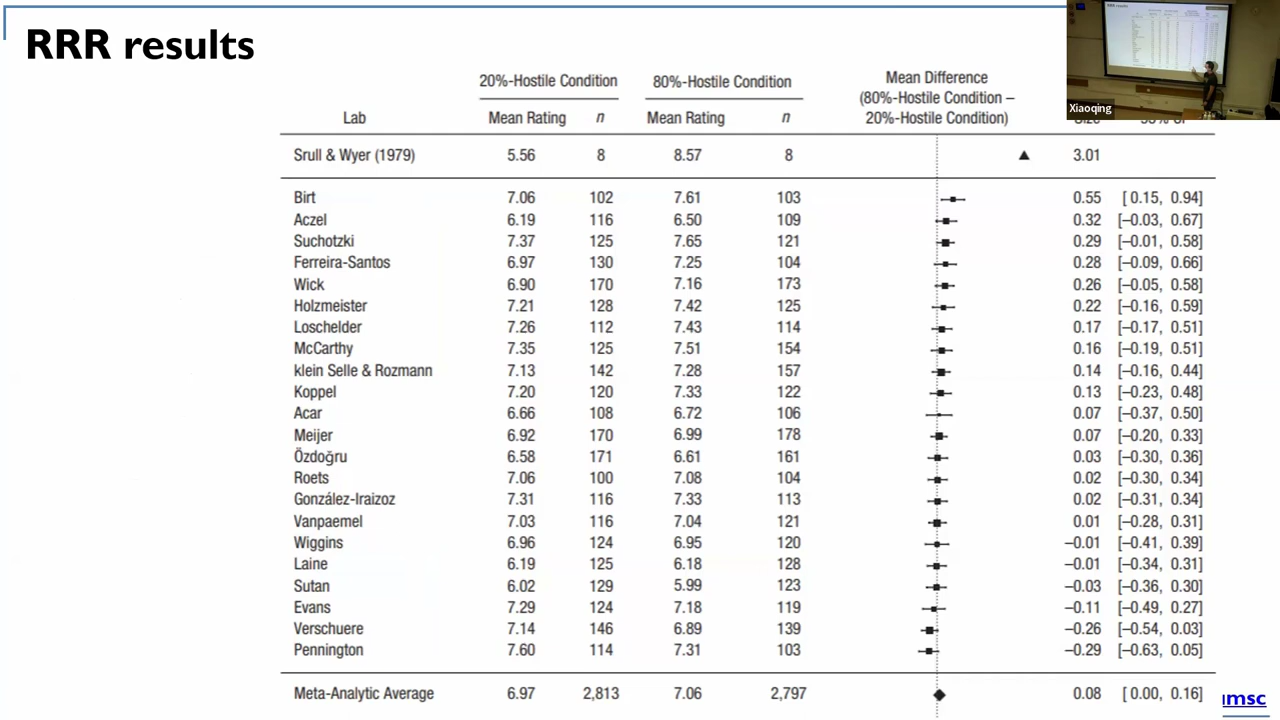 RRR results
Xiaoqing
20%-Hostile Condition 80%-Hostile Condition Mean Difference
(80%-Hostile Condition –
20%-Hostile Condition)
Lab Mean Rating n Mean Rating n
Srull & Wyer (1979) 5.56 8 8.57 8 3.01
Birt 7.06 102 7.61 103 0.55 [ 0.15, 0.94]
Aczel 6.19 116 6.50 109 0.32 [–0.03, 0.67]
Suchotzki 7.37 125 7.65 121 0.29 [–0.01, 0.58]
Ferreira-Santos 6.97 130 7.25 104 0.28 [–0.09, 0.66]
Wick 6.90 170 7.16 173 0.26 [–0.05, 0.58]
Holzmeister 7.21 128 7.42 125 0.22 [–0.16, 0.59]
Loschelder 7.26 112 7.43 114 0.17 [–0.17, 0.51]
McCarthy 7.35 125 7.51 154 0.16 [–0.19, 0.51]
klein Selle & Rozmann 7.13 142 7.28 157 0.14 [–0.16, 0.44]
Koppel 7.20 120 7.33 122 0.13 [–0.23, 0.48]
Acar 6.66 108 6.72 106 0.07 [–0.37, 0.50]
Meijer 6.92 170 6.99 178 0.07 [–0.20, 0.33]
Özdoğru 6.58 171 6.61 161 0.03 [–0.30, 0.36]
Roets 7.06 100 7.08 104 0.02 [–0.30, 0.34]
González-Iraizoz 7.31 116 7.33 113 0.02 [–0.31, 0.34]
Vanpaemel 7.03 116 7.04 121 0.01 [–0.28, 0.31]
Wiggins 6.96 124 6.95 120 –0.01 [–0.41, 0.39]
Laine 6.19 125 6.18 128 –0.01 [–0.34, 0.31]
Sutan 6.02 129 5.99 123 –0.03 [–0.36, 0.30]
Evans 7.29 124 7.18 119 –0.11 [–0.49, 0.27]
Verschuere 7.14 146 6.89 139 –0.26 [–0.54, 0.03]
Pennington 7.60 114 7.31 103 –0.29 [–0.63, 0.05]
Meta-Analytic Average 6.97 2,813 7.06 2,797 0.08 [ 0.00, 0.16]